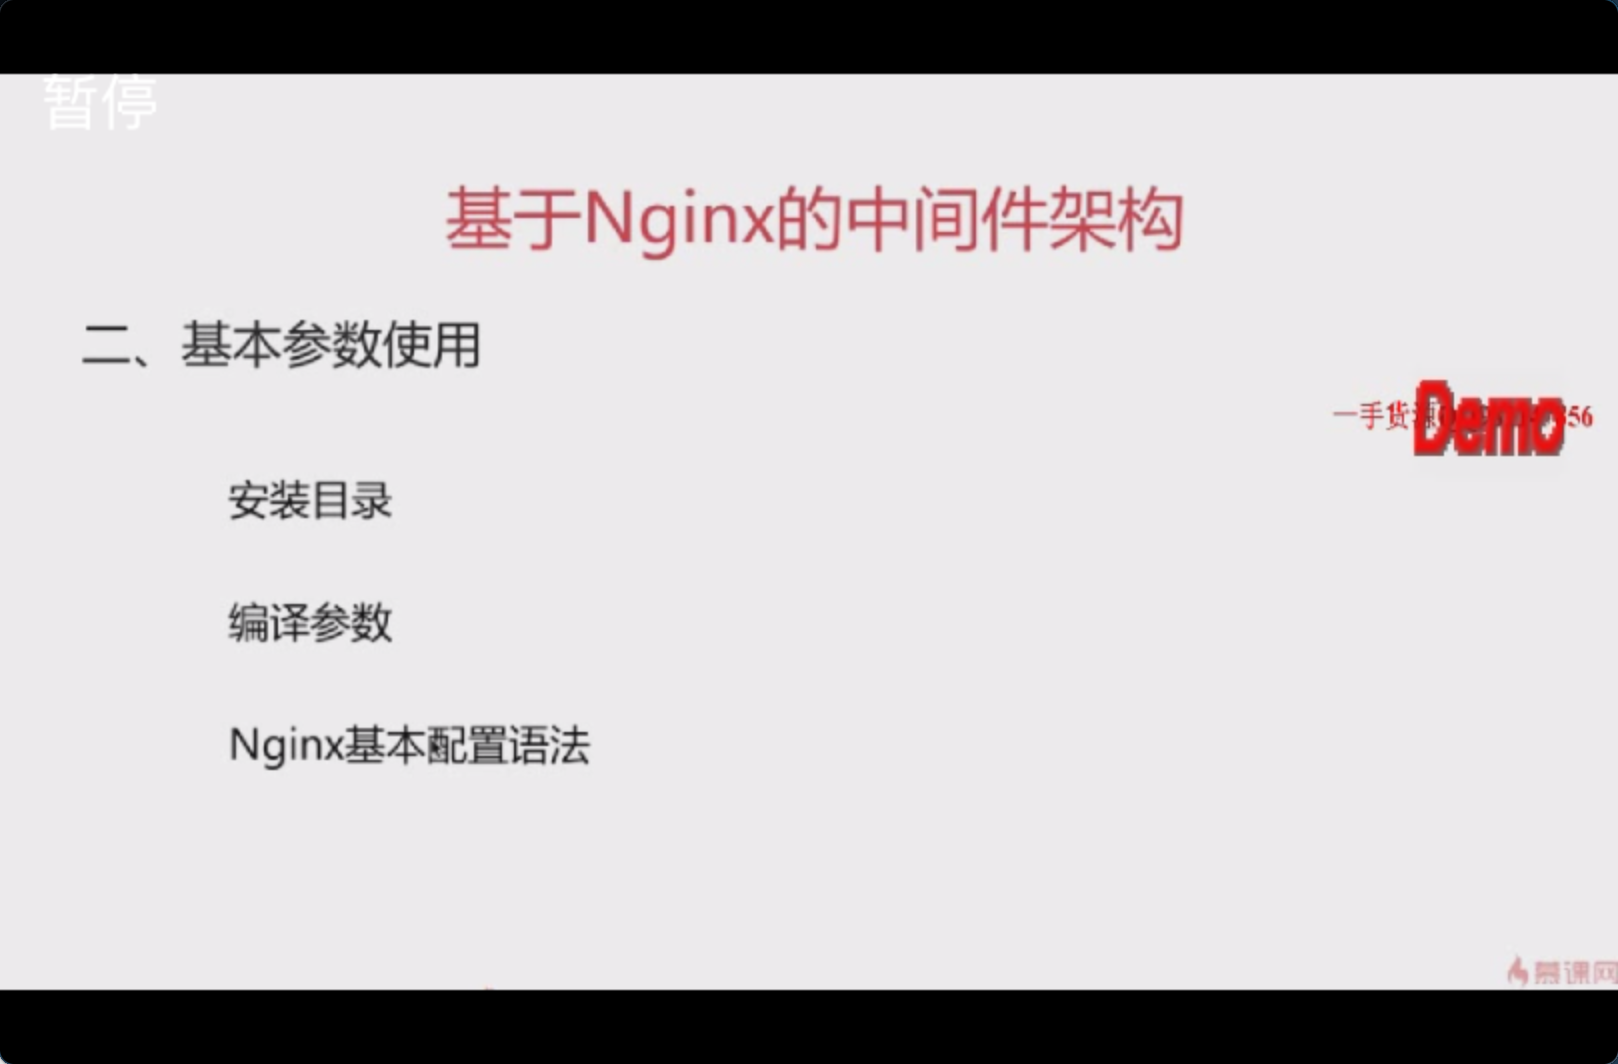 暂停
基于Nginx的中间件架构
二、基本参数使用
一手货源
Demo
56
安装目录
编译参数
Nginx基本配置语法
慕课网